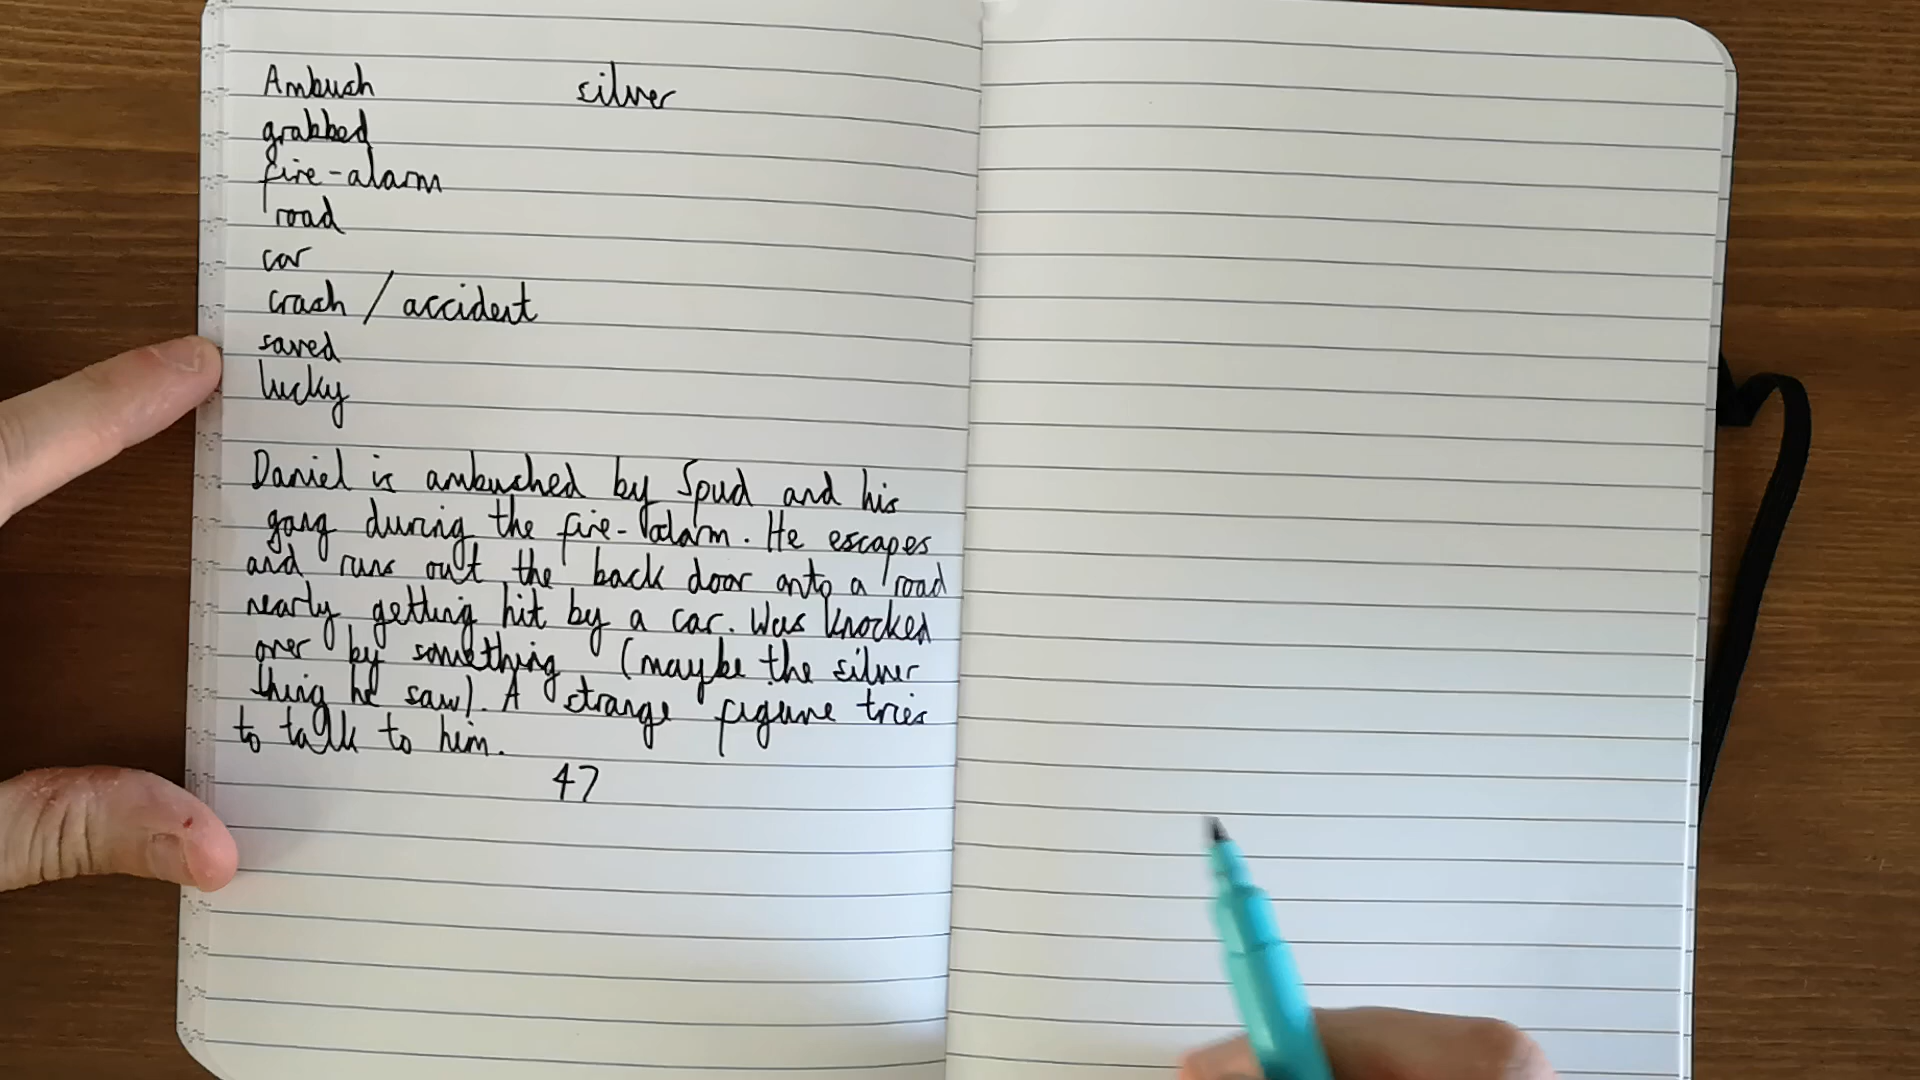 Ambush silver
grabbed
fire-alarm
road
car
crash / accident
saved
lucky
Daniel is ambushed by Spud and his
gang during the fire-alarm. He escapes
and runs out the back door onto a road
nearly getting hit by a car. Was knocked
over by something (maybe the silver
thing he saw). A strange figure tries
to talk to him.
47